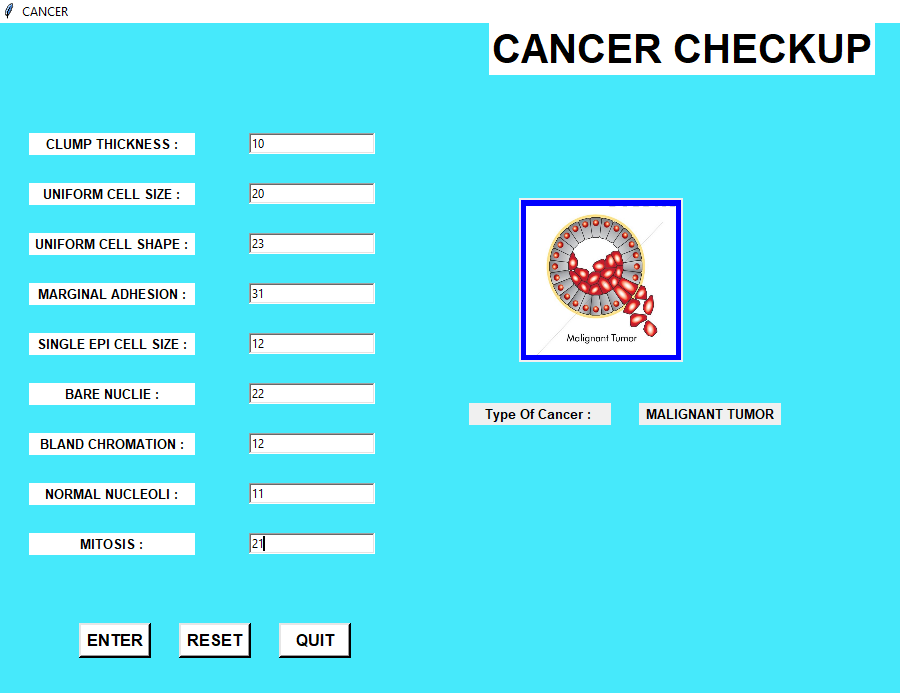 CANCER
CANCER CHECKUP
CLUMP THICKNESS : 10
UNIFORM CELL SIZE : 20
UNIFORM CELL SHAPE : 23
MARGINAL ADHESION : 31
SINGLE EPI CELL SIZE : 12
BARE NUCLIE : 22
BLAND CHROMATION : 12
NORMAL NUCLEOLI : 11
MITOSIS : 21
Malignant Tumor
Type Of Cancer : MALIGNANT TUMOR
ENTER RESET QUIT